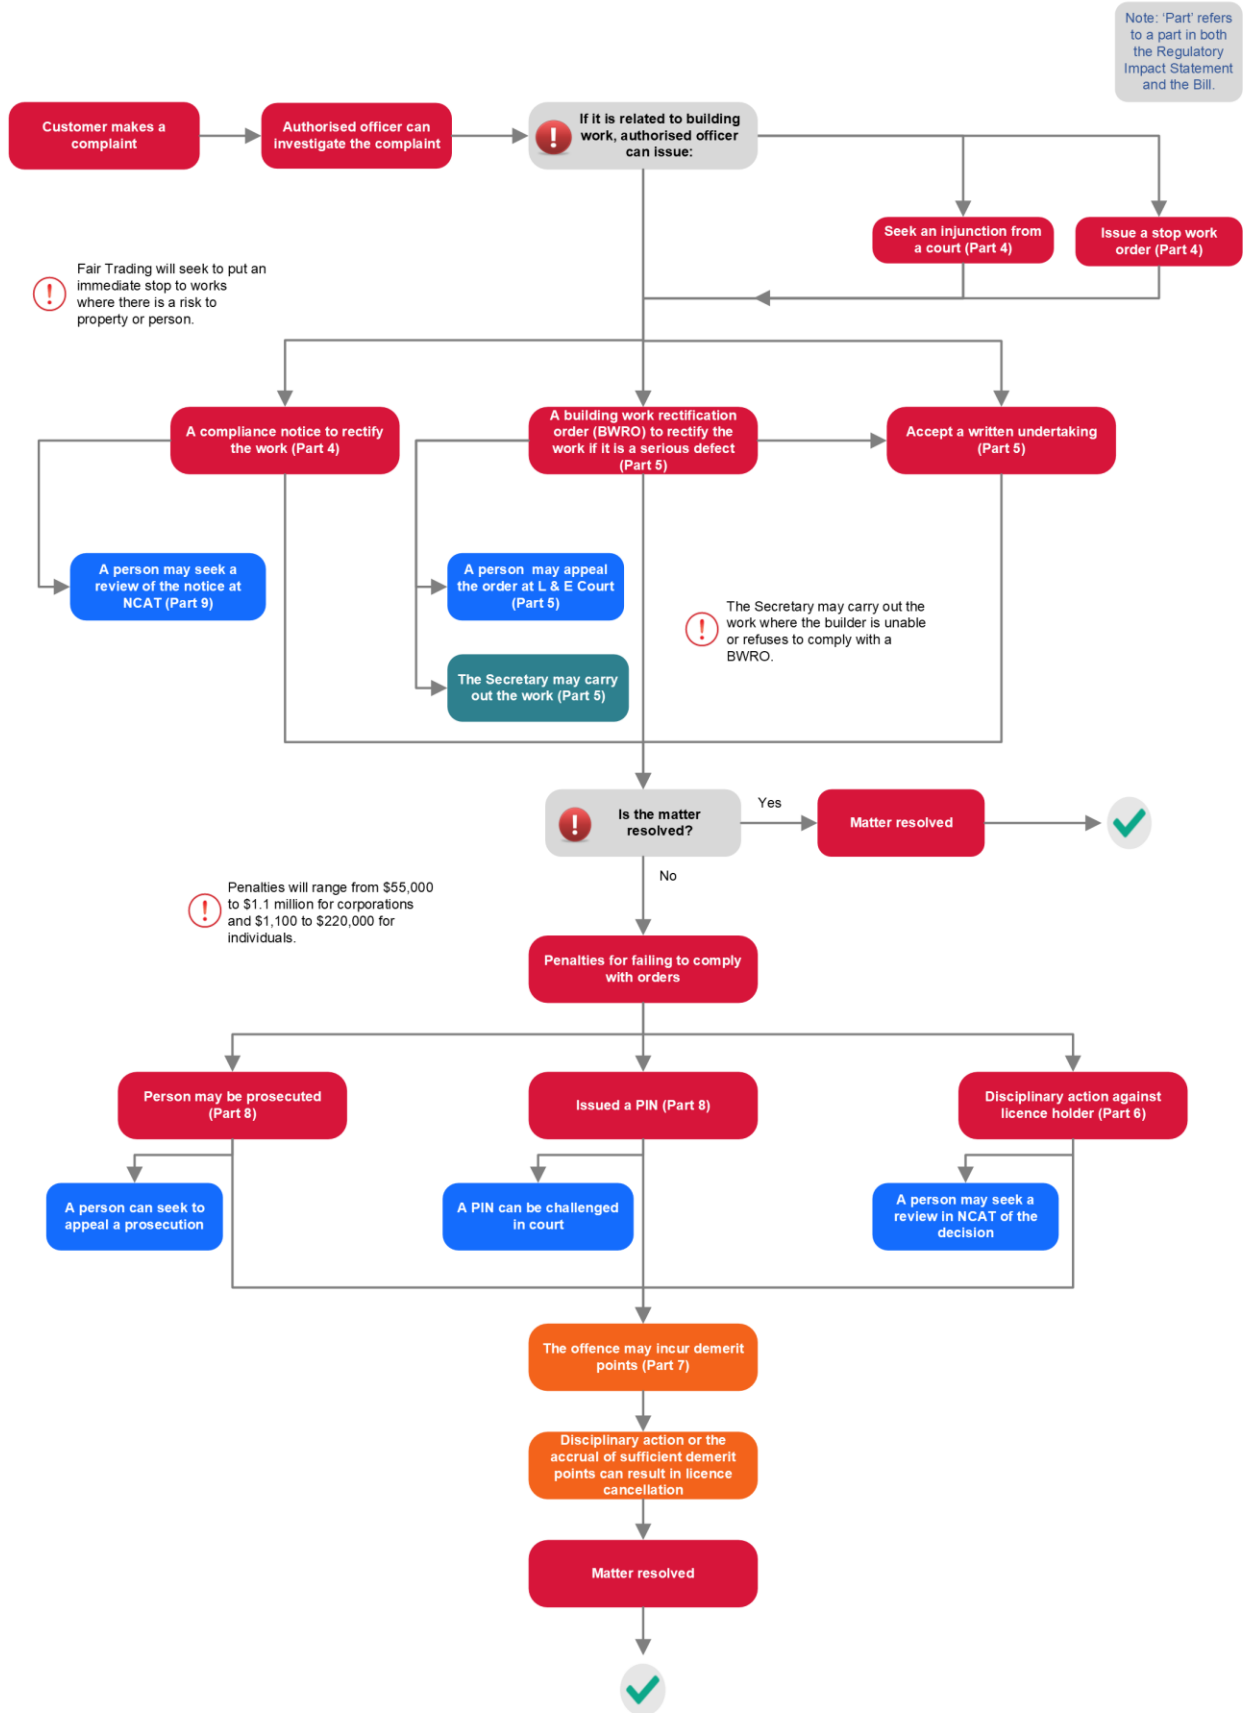 Note: ‘Part’ refers
to a part in both
the Regulatory
Impact Statement
and the Bill.
Customer makes a
complaint
Authorised officer can
investigate the complaint
If it is related to building
work, authorised officer
can issue:
Seek an injunction from
a court (Part 4)
Issue a stop work
order (Part 4)
Fair Trading will seek to put an
immediate stop to works
where there is a risk to
property or person.
A compliance notice to rectify
the work (Part 4)
A building work rectification
order (BWRO) to rectify the
work if it is a serious defect
(Part 5)
Accept a written undertaking
(Part 5)
A person may seek a
review of the notice at
NCAT (Part 9)
A person may appeal
the order at L & E Court
(Part 5)
The Secretary may carry out the
work where the builder is unable
or refuses to comply with a
BWRO.
The Secretary may carry
out the work (Part 5)
Is the matter
resolved?
Yes
Matter resolved
No
Penalties will range from $55,000
to $1.1 million for corporations
and $1,100 to $220,000 for
individuals.
Penalties for failing to comply
with orders
Person may be prosecuted
(Part 8)
Issued a PIN (Part 8)
Disciplinary action against
licence holder (Part 6)
A person can seek to
appeal a prosecution
A PIN can be challenged
in court
A person may seek a
review in NCAT of the
decision
The offence may incur demerit
points (Part 7)
Disciplinary action or the
accrual of sufficient demerit
points can result in licence
cancellation
Matter resolved